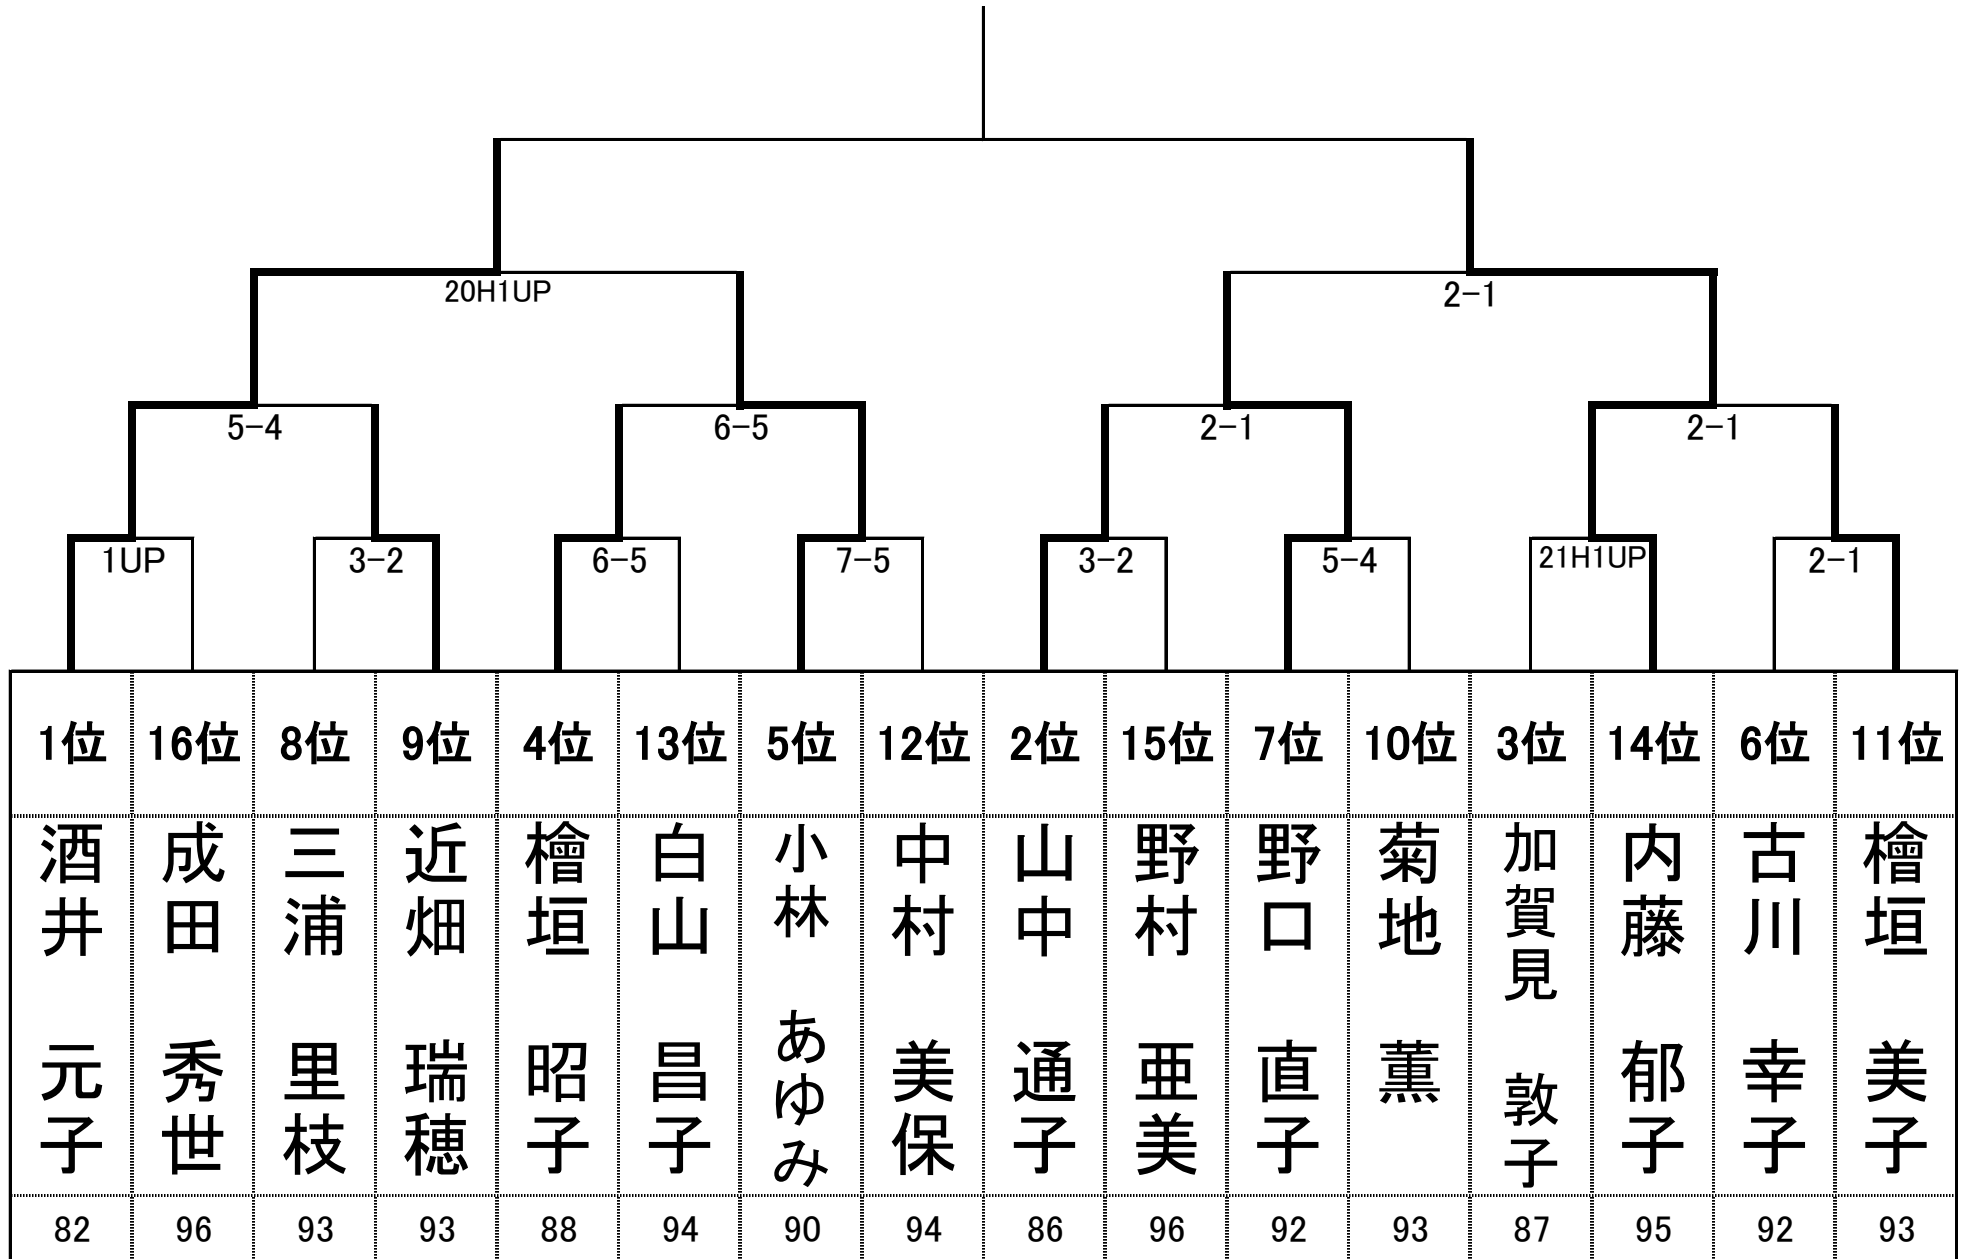 20H1UP 2-1
5-4 6-5 2-1 2-1
1UP 3-2 6-5 7-5 3-2 5-4 21H1UP 2-1
1位 16位 8位 9位 4位 13位 5位 12位 2位 15位 7位 10位 3位 14位 6位 11位
酒井 元子
成田 秀世
三浦 里枝
近畑 瑞穂
檜垣 昭子
白山 昌子
小林 あゆみ
中村 美保
山中 通子
野村 亜美
野口 直子
菊地 薫
加賀見 敦子
内藤 郁子
古川 幸子
檜垣 美子
82 96 93 93 88 94 90 94 86 96 92 93 87 95 92 93